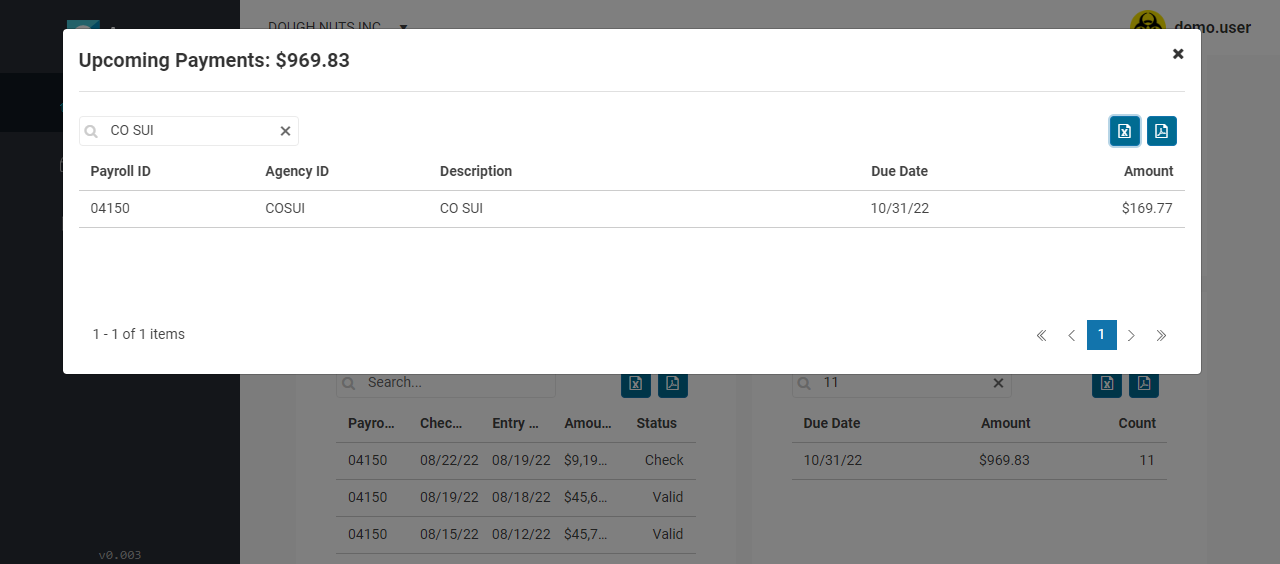 DOUGH NUTS INC
demo.user
Upcoming Payments: $969.83
CO SUI
Payroll ID Agency ID Description Due Date Amount
04150 COSUI CO SUI 10/31/22 $169.77
1 - 1 of 1 items
1
Search...
Payro... Chec... Entry ... Amou... Status
04150 08/22/22 08/19/22 $9,19... Check
04150 08/19/22 08/18/22 $45,6... Valid
04150 08/15/22 08/12/22 $45,7... Valid
11
Due Date Amount Count
10/31/22 $969.83 11
v0.003